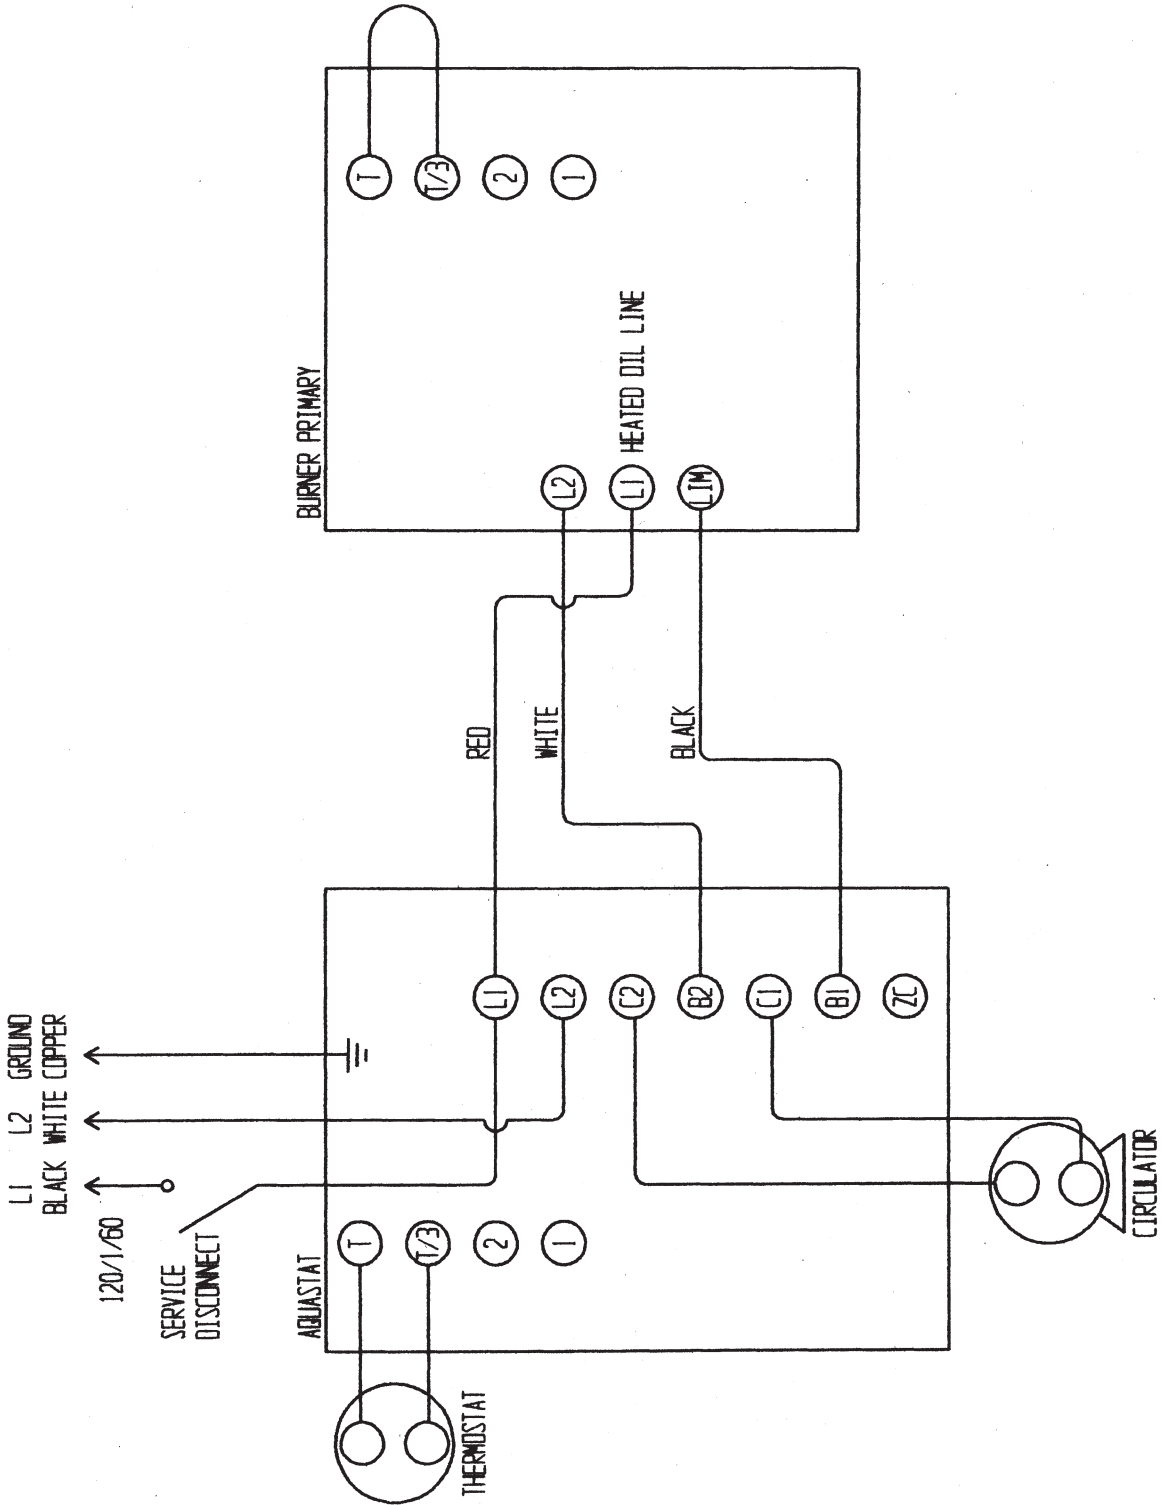 L1 L2 GROUND
BLACK WHITE COPPER
120/1/60
SERVICE
DISCONNECT
AQUASTAT
T
T/3
2
1
L1
L2
C2
B2
C1
B1
ZC
THERMOSTAT
CIRCULATOR
RED
WHITE
BLACK
BURNER PRIMARY
L2
L1 HEATED OIL LINE
LIM
T
T/3
2
1